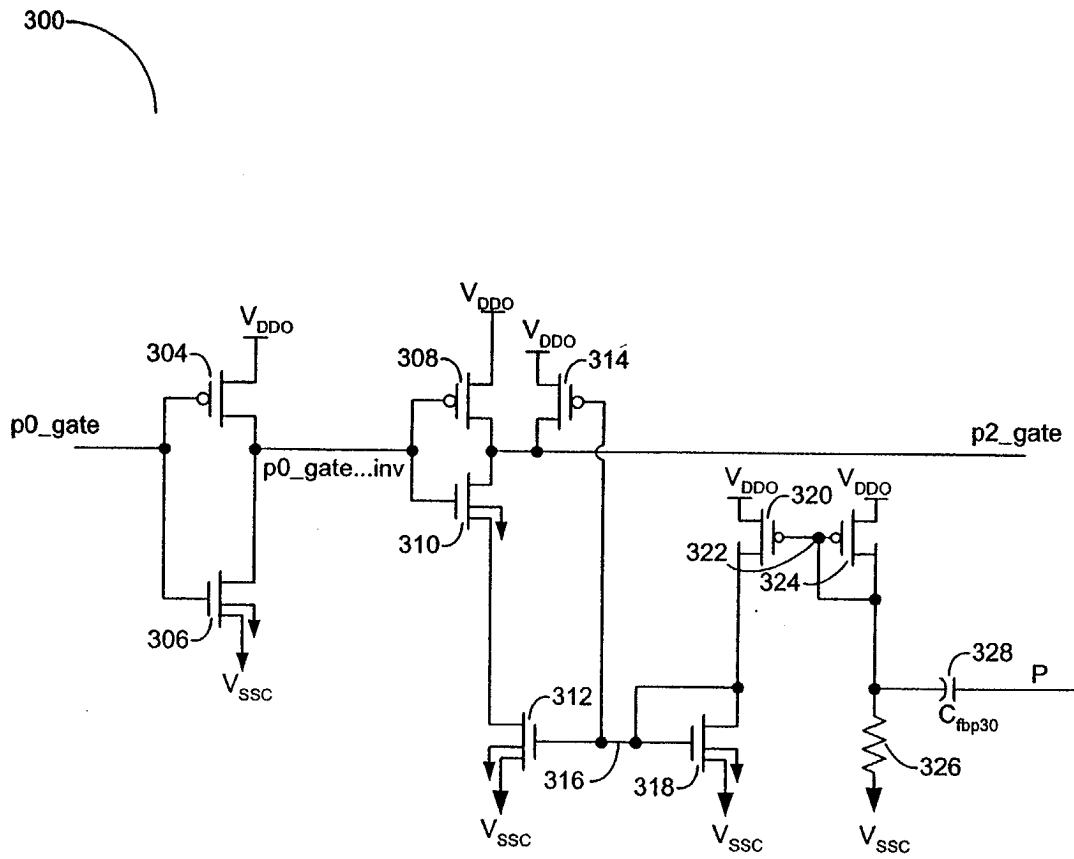 300
V_DDO
V_DDO
V_DDO
304
308
314
p0_gate
p0_gate...inv
p2_gate
V_DDO
320
V_DDO
310
322
324
306
V_SSC
312
328
P
C_fbp30
316
318
326
V_SSC
V_SSC
V_SSC